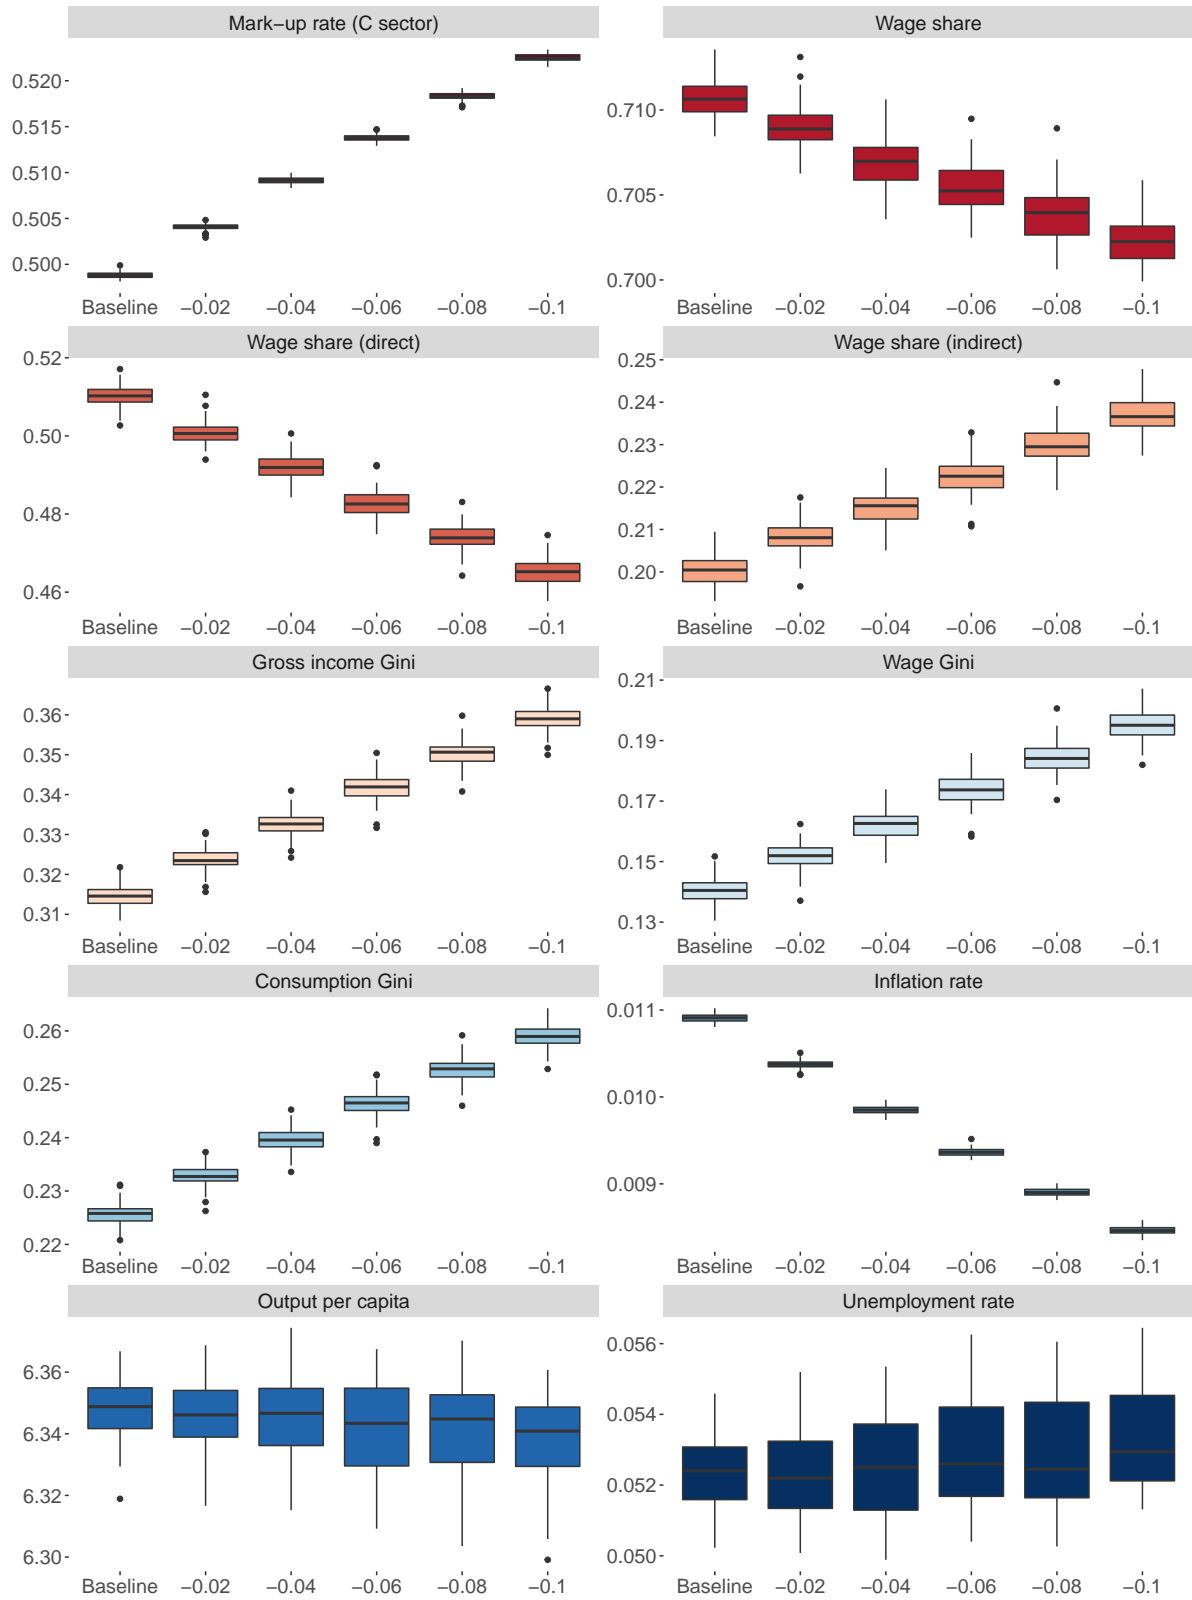 Mark−up rate (C sector)
0.520
0.515
0.510
0.505
0.500
Baseline −0.02 −0.04 −0.06 −0.08 −0.1
Wage share
0.710
0.705
0.700
Baseline −0.02 −0.04 −0.06 −0.08 −0.1
Wage share (direct)
0.52
0.50
0.48
0.46
Baseline −0.02 −0.04 −0.06 −0.08 −0.1
Wage share (indirect)
0.25
0.24
0.23
0.22
0.21
0.20
Baseline −0.02 −0.04 −0.06 −0.08 −0.1
Gross income Gini
0.36
0.35
0.34
0.33
0.32
0.31
Baseline −0.02 −0.04 −0.06 −0.08 −0.1
Wage Gini
0.21
0.19
0.17
0.15
0.13
Baseline −0.02 −0.04 −0.06 −0.08 −0.1
Consumption Gini
0.26
0.25
0.24
0.23
0.22
Baseline −0.02 −0.04 −0.06 −0.08 −0.1
Inflation rate
0.011
0.010
0.009
Baseline −0.02 −0.04 −0.06 −0.08 −0.1
Output per capita
6.36
6.34
6.32
6.30
Baseline −0.02 −0.04 −0.06 −0.08 −0.1
Unemployment rate
0.056
0.054
0.052
0.050
Baseline −0.02 −0.04 −0.06 −0.08 −0.1